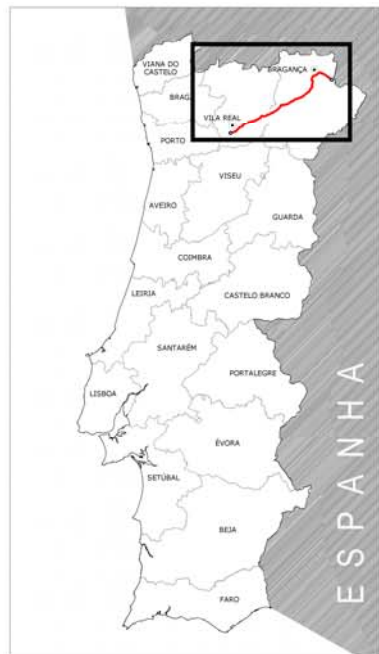 VIANA DO
CASTELO
BRAGANÇA
BRAG
VILA REAL
PORTO
VISEU
AVEIRO
GUARDA
COIMBRA
LEIRIA
CASTELO BRANCO
SANTARÉM
PORTALEGRE
LISBOA
ÉVORA
SETÚBAL
BEJA
FARO
ESPANHA